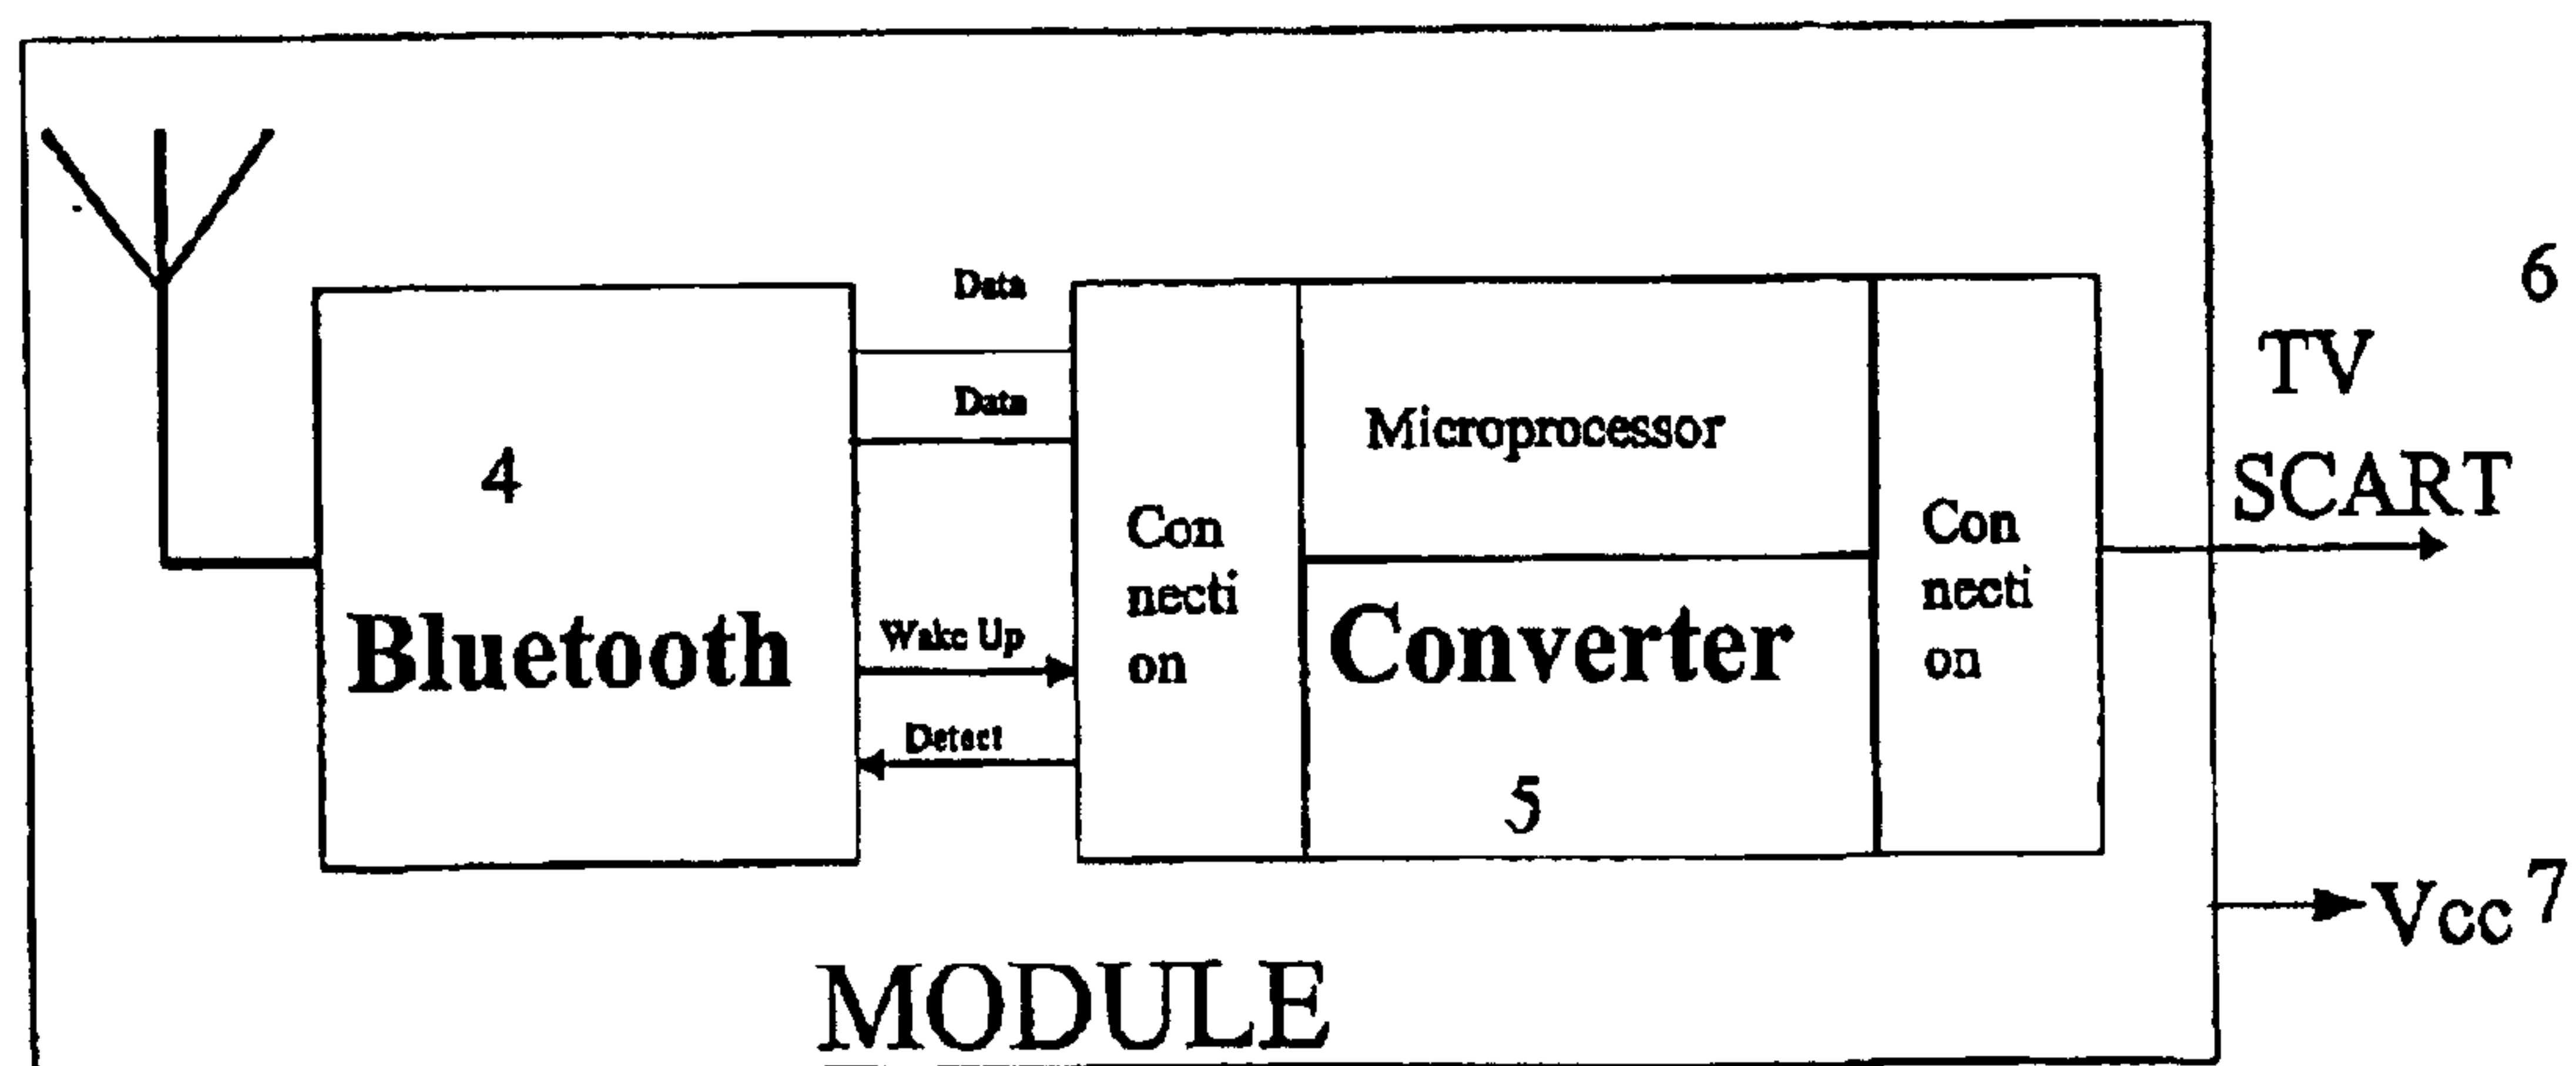 Data
Data
4
Bluetooth
Wake Up
Detect
Con
necti
on
Microprocessor
Converter
5
Con
necti
on
6
TV
SCART
Vcc 7
MODULE